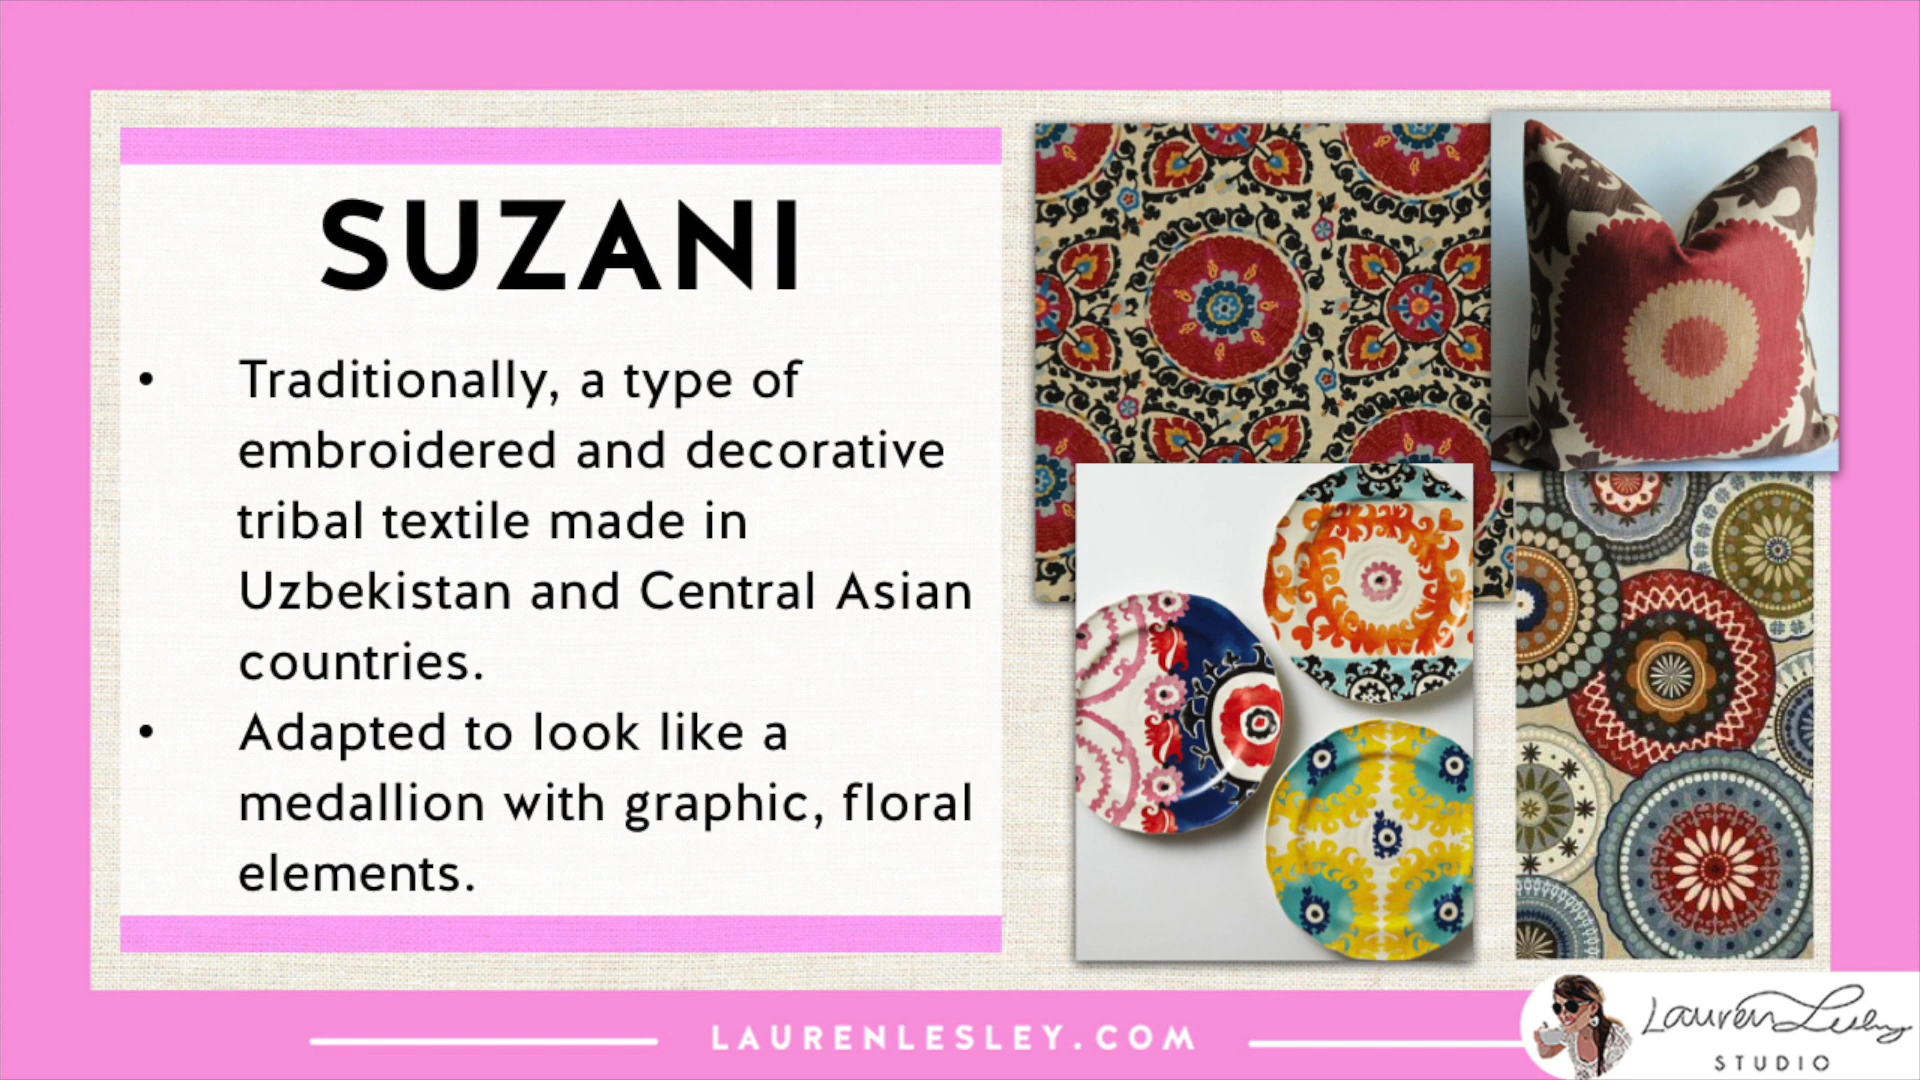 SUZANI
• Traditionally, a type of
embroidered and decorative
tribal textile made in
Uzbekistan and Central Asian
countries.
• Adapted to look like a
medallion with graphic, floral
elements.
LAURENLESLEY.COM
Lauren Lesley
STUDIO